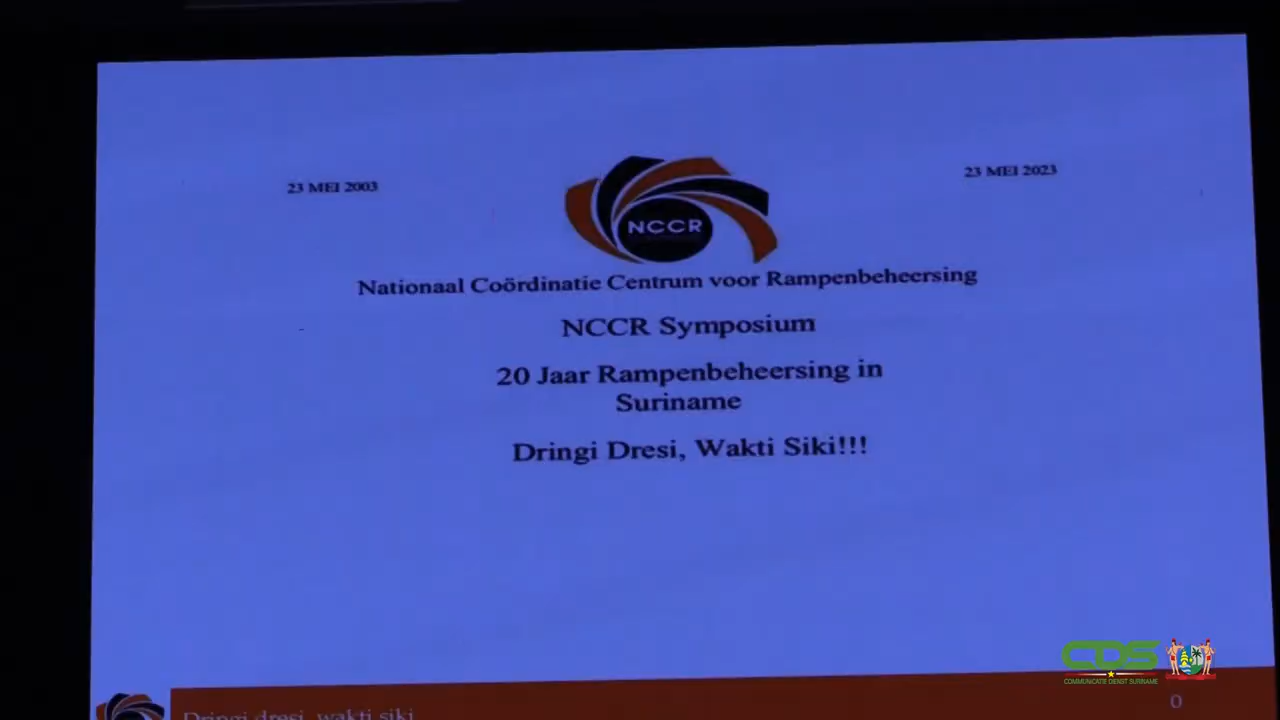 23 MEI 2003
23 MEI 2023
NCCR
Nationaal Coördinatie Centrum voor Rampenbeheersing
NCCR Symposium
20 Jaar Rampenbeheersing in
Suriname
Dringi Dresi, Wakti Siki!!!
CDS
COMMUNICATIE DIENST SURINAME
Dringi dresi, wakti siki
0